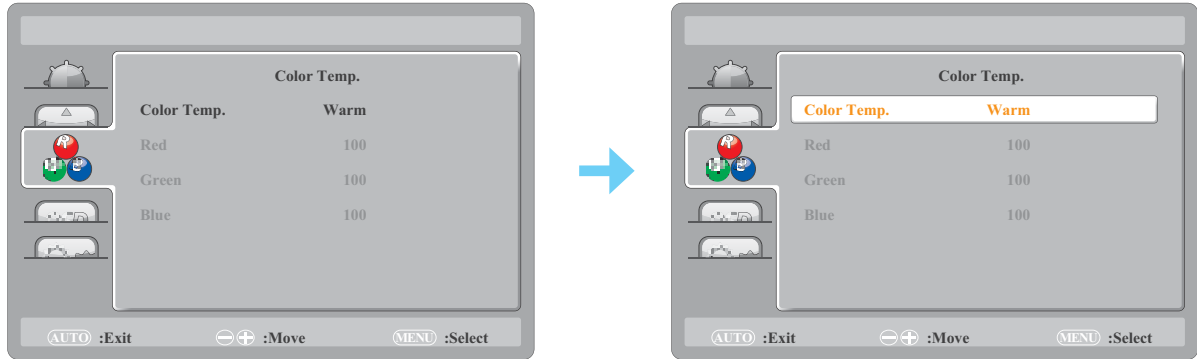 Color Temp.
Color Temp. Warm
Red 100
Green 100
Blue 100
AUTO :Exit :Move MENU :Select
Color Temp.
Color Temp. Warm
Red 100
Green 100
Blue 100
AUTO :Exit :Move MENU :Select